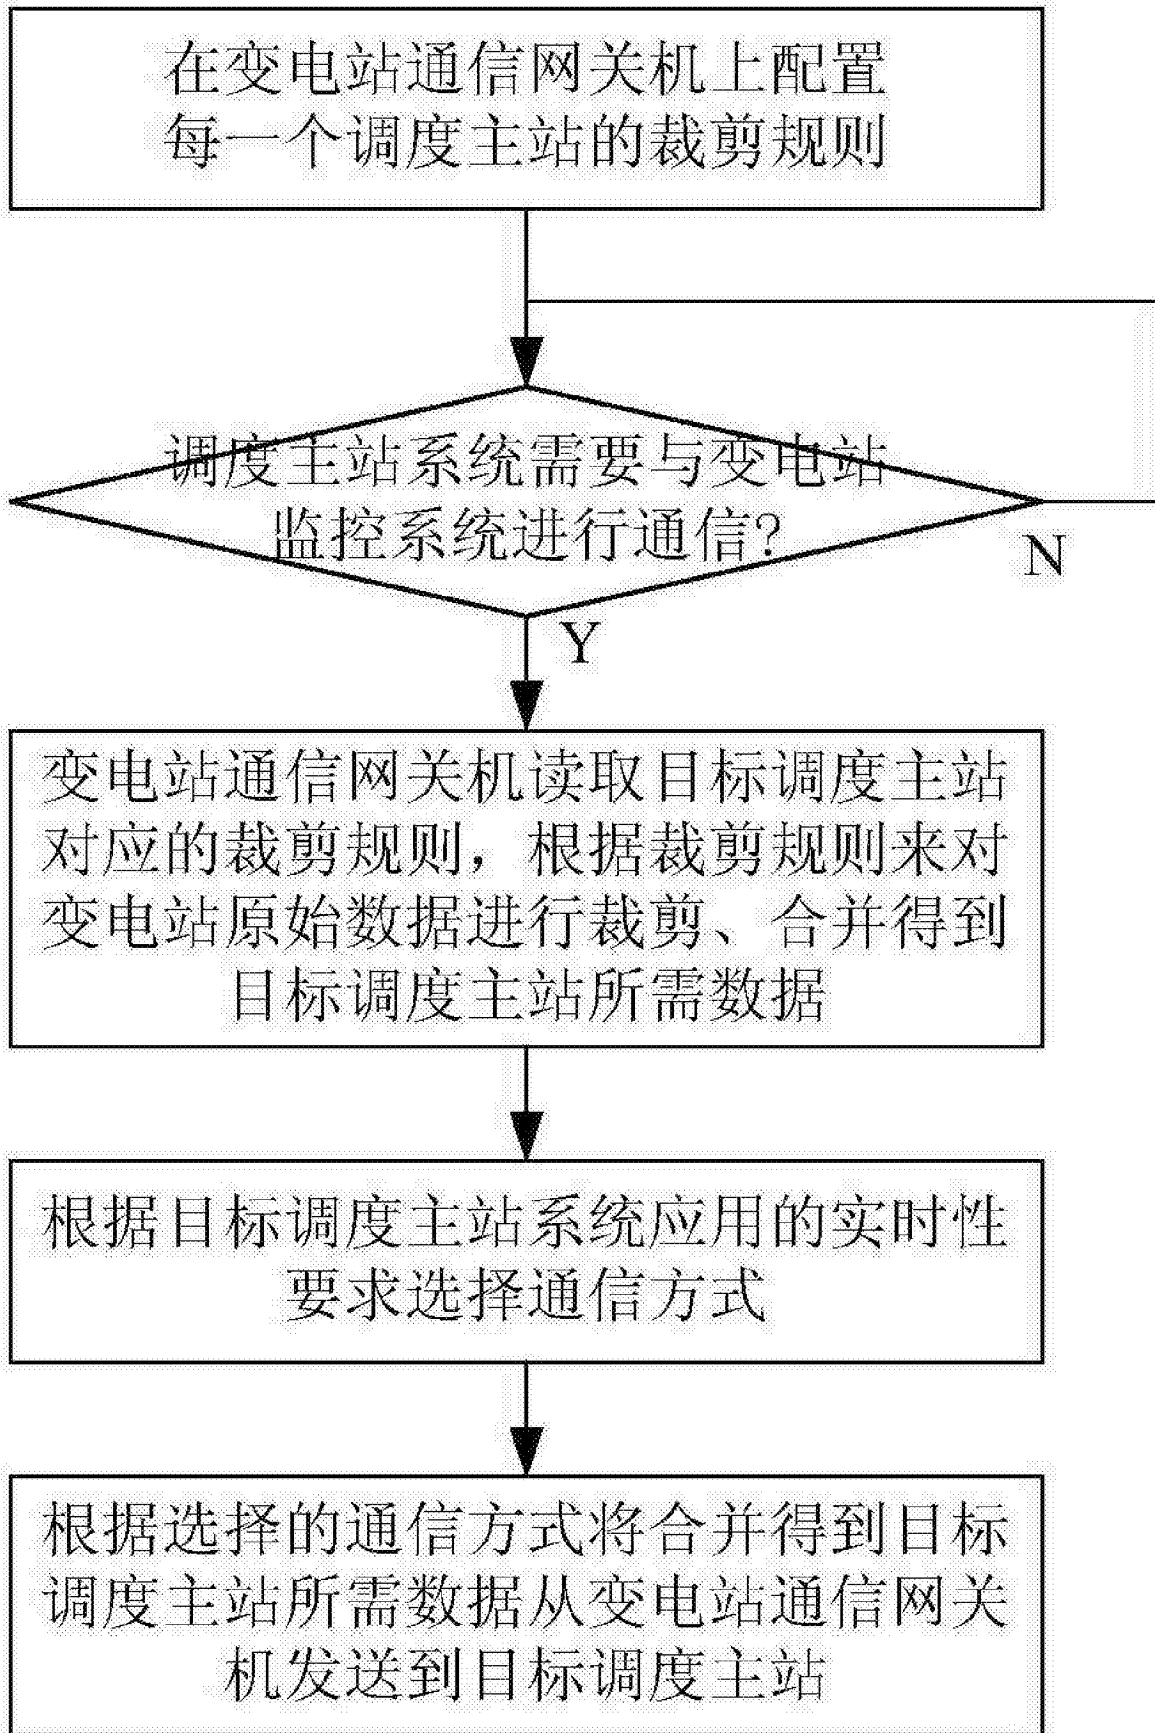 在变电站通信网关机上配置
每一个调度主站的裁剪规则
调度主站系统需要与变电站
监控系统进行通信?
N
Y
变电站通信网关机读取目标调度主站
对应的裁剪规则，根据裁剪规则来对
变电站原始数据进行裁剪、合并得到
目标调度主站所需数据
根据目标调度主站系统应用的实时性
要求选择通信方式
根据选择的通信方式将合并得到目标
调度主站所需数据从变电站通信网关
机发送到目标调度主站